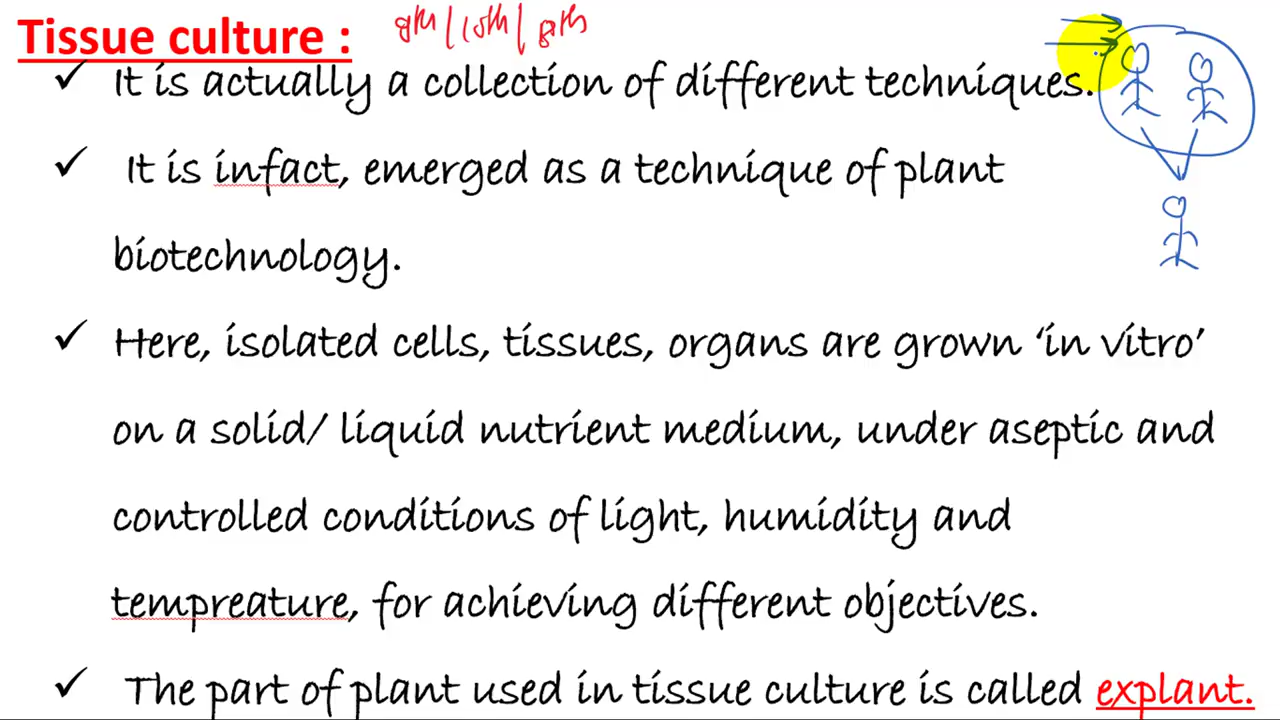 Tissue culture : 9th/10th/8th
✓ It is actually a collection of different techniques.
✓ It is infact, emerged as a technique of plant
biotechnology.
✓ Here, isolated cells, tissues, organs are grown ‘in vitro’
on a solid/ liquid nutrient medium, under aseptic and
controlled conditions of light, humidity and
tempreature, for achieving different objectives.
✓ The part of plant used in tissue culture is called explant.